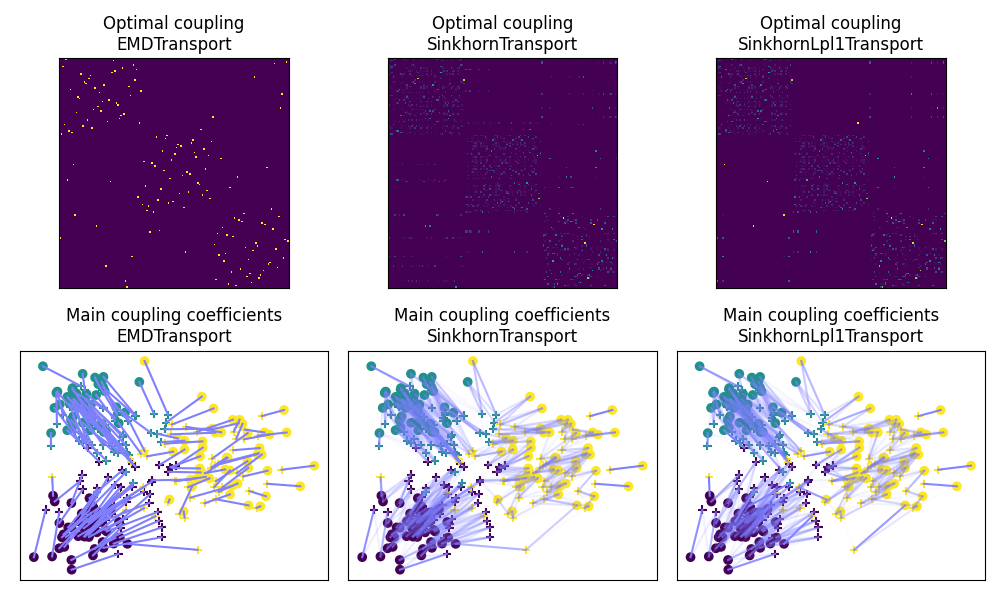 Optimal coupling
EMDTransport
Optimal coupling
SinkhornTransport
Optimal coupling
SinkhornLpl1Transport
Main coupling coefficients
EMDTransport
Main coupling coefficients
SinkhornTransport
Main coupling coefficients
SinkhornLpl1Transport